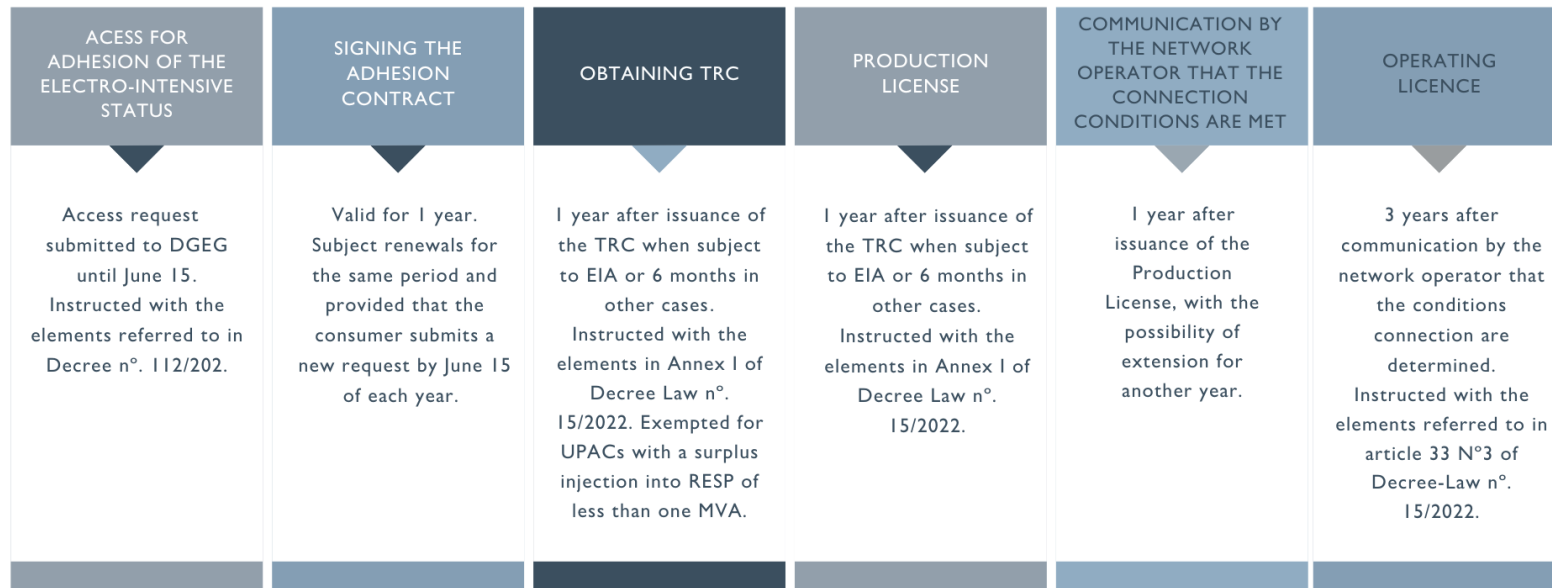 ACESS FOR
ADHESION OF THE
ELECTRO-INTENSIVE
STATUS
Access request
submitted to DGEG
until June 15.
Instructed with the
elements referred to in
Decree nº. 112/202.
SIGNING THE
ADHESION
CONTRACT
Valid for 1 year.
Subject renewals for
the same period and
provided that the
consumer submits a
new request by June 15
of each year.
OBTAINING TRC
1 year after issuance of
the TRC when subject
to EIA or 6 months in
other cases.
Instructed with the
elements in Annex I of
Decree Law nº.
15/2022. Exempted for
UPACs with a surplus
injection into RESP of
less than one MVA.
PRODUCTION
LICENSE
1 year after issuance of
the TRC when subject
to EIA or 6 months in
other cases.
Instructed with the
elements in Annex I of
Decree Law nº.
15/2022.
COMMUNICATION BY
THE NETWORK
OPERATOR THAT THE
CONNECTION
CONDITIONS ARE MET
1 year after
issuance of the
Production
License, with the
possibility of
extension for
another year.
OPERATING
LICENCE
3 years after
communication by the
network operator that
the conditions
connection are
determined.
Instructed with the
elements referred to in
article 33 Nº3 of
Decree-Law nº.
15/2022.